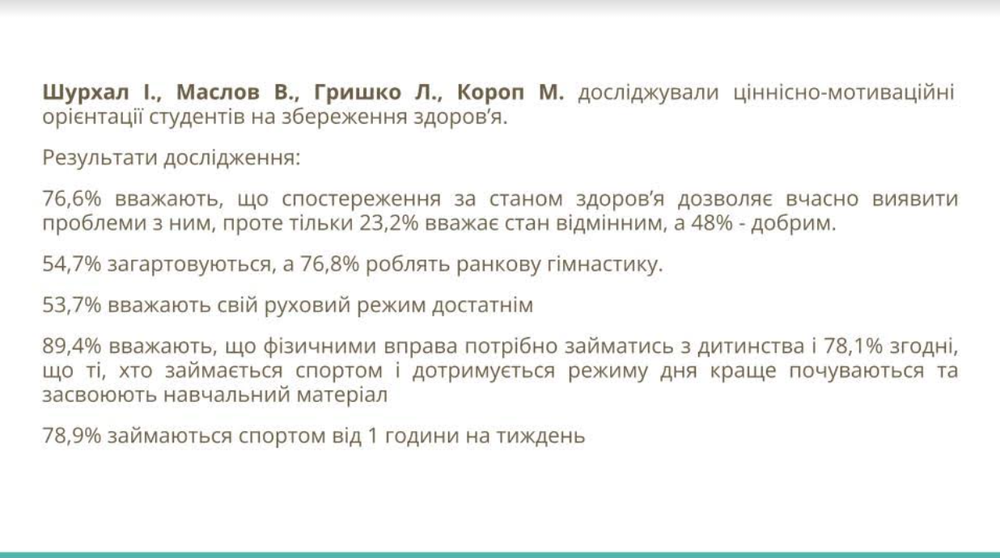 Шурхал І., Маслов В., Гришко Л., Короп М. досліджували ціннісно-мотиваційні
орієнтації студентів на збереження здоров’я.
Результати дослідження:
76,6% вважають, що спостереження за станом здоров’я дозволяє вчасно виявити
проблеми з ним, проте тільки 23,2% вважає стан відмінним, а 48% - добрим.
54,7% загартовуються, а 76,8% роблять ранкову гімнастику.
53,7% вважають свій руховий режим достатнім
89,4% вважають, що фізичними вправа потрібно займатись з дитинства і 78,1% згодні,
що ті, хто займається спортом і дотримується режиму дня краще почуваються та
засвоюють навчальний матеріал
78,9% займаються спортом від 1 години на тиждень